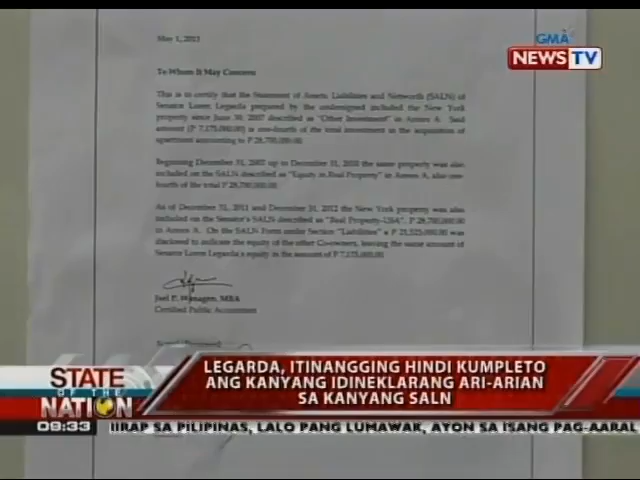 May 1, 2013
GMA
NEWS TV
To Whom It May Concern:
This is to certify that the Statement of Assets, Liabilities and Networth (SALN) of
Senator Loren Legarda prepared by the undersigned included the New York
property since June 30, 2007 described as "Other Investment" in Annex A. Said
amount (P 7,175,000.00) is one-fourth of the total investment in the acquisition of
apartment amounting to P 28,700,000.00
Beginning December 31, 2007 up to December 31, 2010 the same property was also
included on the SALN described as "Equity in Real Property" in Annex A, also one-
fourth of the total P 28,700,000.00
As of December 31, 2011 and December 31, 2012 the New York property was also
included on the Senator's SALN described as "Real Property-USA" P 28,700,000.00
in Annex A. On the SALN Form under Section "Liabilities" a P 21,525,000.00 was
disclosed to indicate the equity of the other Co-owners, leaving the same amount of
Senator Loren Legarda's equity in the amount of P 7,175,000.00
Joel P. MBA
Certified Public Accountant
LEGARDA, ITINANGGING HINDI KUMPLETO
ANG KANYANG IDINEKLARANG ARI-ARIAN
SA KANYANG SALN
STATE
OF THE
NATION
08:33
IIRAP SA PILIPINAS, LALO PANG LUMAWAK, AYON SA ISANG PAG-AARAL